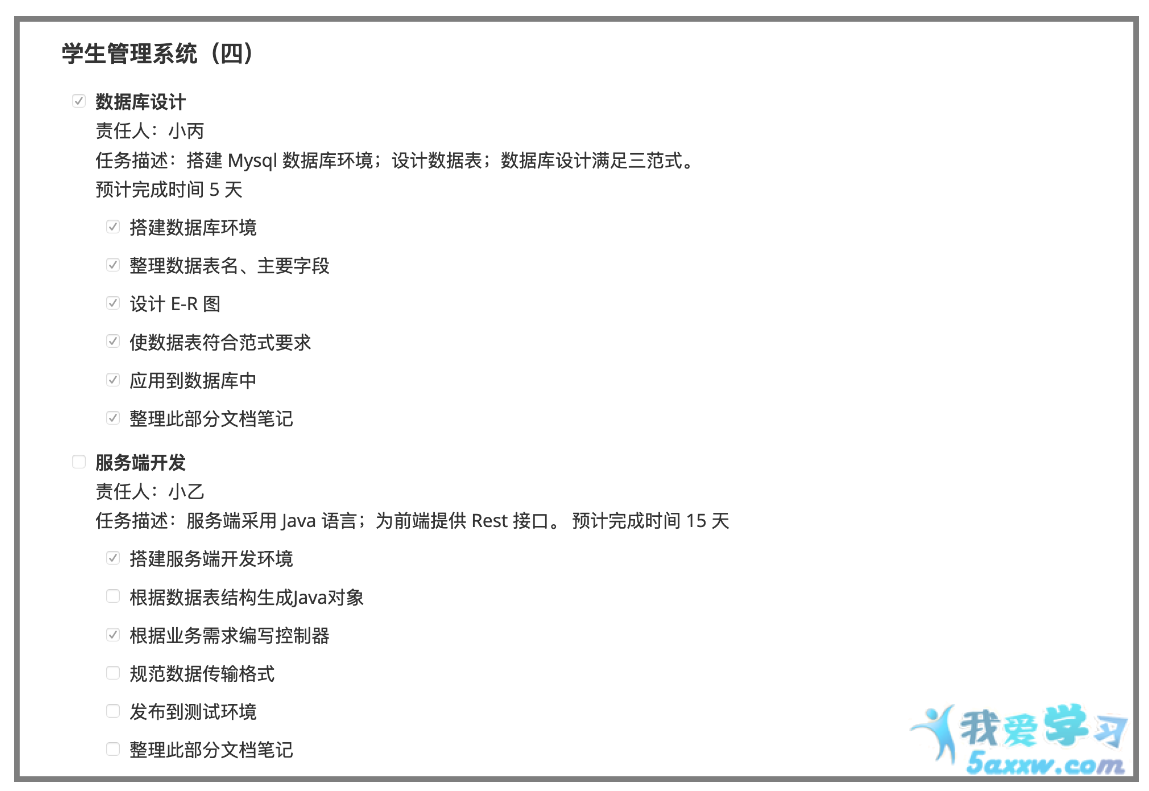 学生管理系统（四）
数据库设计
责任人：小丙
任务描述：搭建 Mysql 数据库环境；设计数据表；数据库设计满足三范式。
预计完成时间 5 天
搭建数据库环境
整理数据表名、主要字段
设计 E-R 图
使数据表符合范式要求
应用到数据库中
整理此部分文档笔记
服务端开发
责任人：小乙
任务描述：服务端采用 Java 语言；为前端提供 Rest 接口。 预计完成时间 15 天
搭建服务端开发环境
根据数据表结构生成Java对象
根据业务需求编写控制器
规范数据传输格式
发布到测试环境
整理此部分文档笔记
我爱学习
5axxw.com